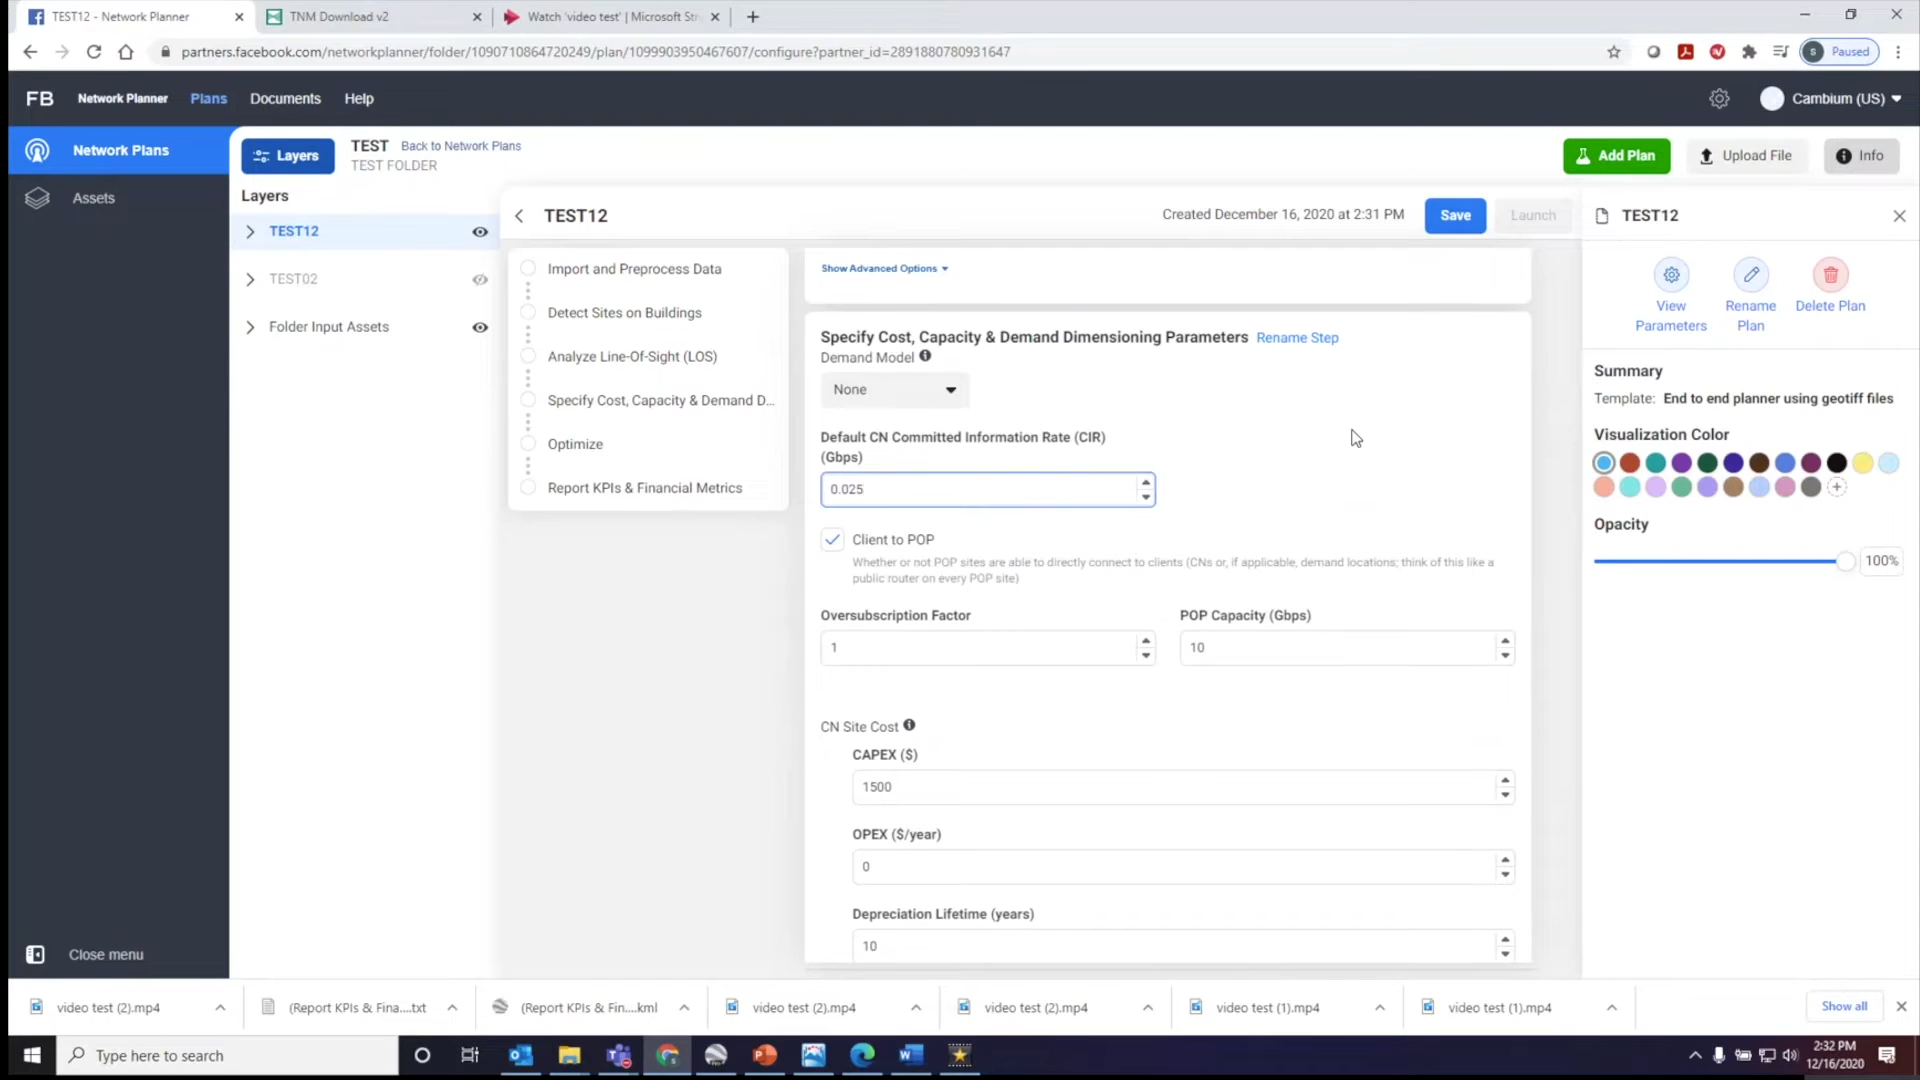 TEST12 - Network Planner
TNM Download v2
Watch 'video test' | Microsoft Str
partners.facebook.com/networkplanner/folder/1090710864720249/plan/1099903950467607/configure?partner_id=2891880780931647
S Paused
FB Network Planner Plans Documents Help
Cambium (US)
Network Plans
Assets
Close menu
Layers
TEST Back to Network Plans
TEST FOLDER
Add Plan
Upload File
Info
Layers
TEST12
TEST02
Folder Input Assets
TEST12
Created December 16, 2020 at 2:31 PM
Save
Launch
Import and Preprocess Data
Detect Sites on Buildings
Analyze Line-Of-Sight (LOS)
Specify Cost, Capacity & Demand D...
Optimize
Report KPIs & Financial Metrics
Show Advanced Options
Specify Cost, Capacity & Demand Dimensioning Parameters Rename Step
Demand Model
None
Default CN Committed Information Rate (CIR)
(Gbps)
0.025
Client to POP
Whether or not POP sites are able to directly connect to clients (CNs or, if applicable, demand locations; think of this like a
public router on every POP site)
Oversubscription Factor
1
POP Capacity (Gbps)
10
CN Site Cost
CAPEX ($)
1500
OPEX ($/year)
0
Depreciation Lifetime (years)
10
TEST12
View
Parameters
Rename
Plan
Delete Plan
Summary
Template: End to end planner using geotiff files
Visualization Color
Opacity
100%
video test (2).mp4
(Report KPIs & Fina....txt
(Report KPIs & Fin....kml
video test (2).mp4
video test (2).mp4
video test (1).mp4
video test (1).mp4
Show all
Type here to search
2:32 PM
12/16/2020